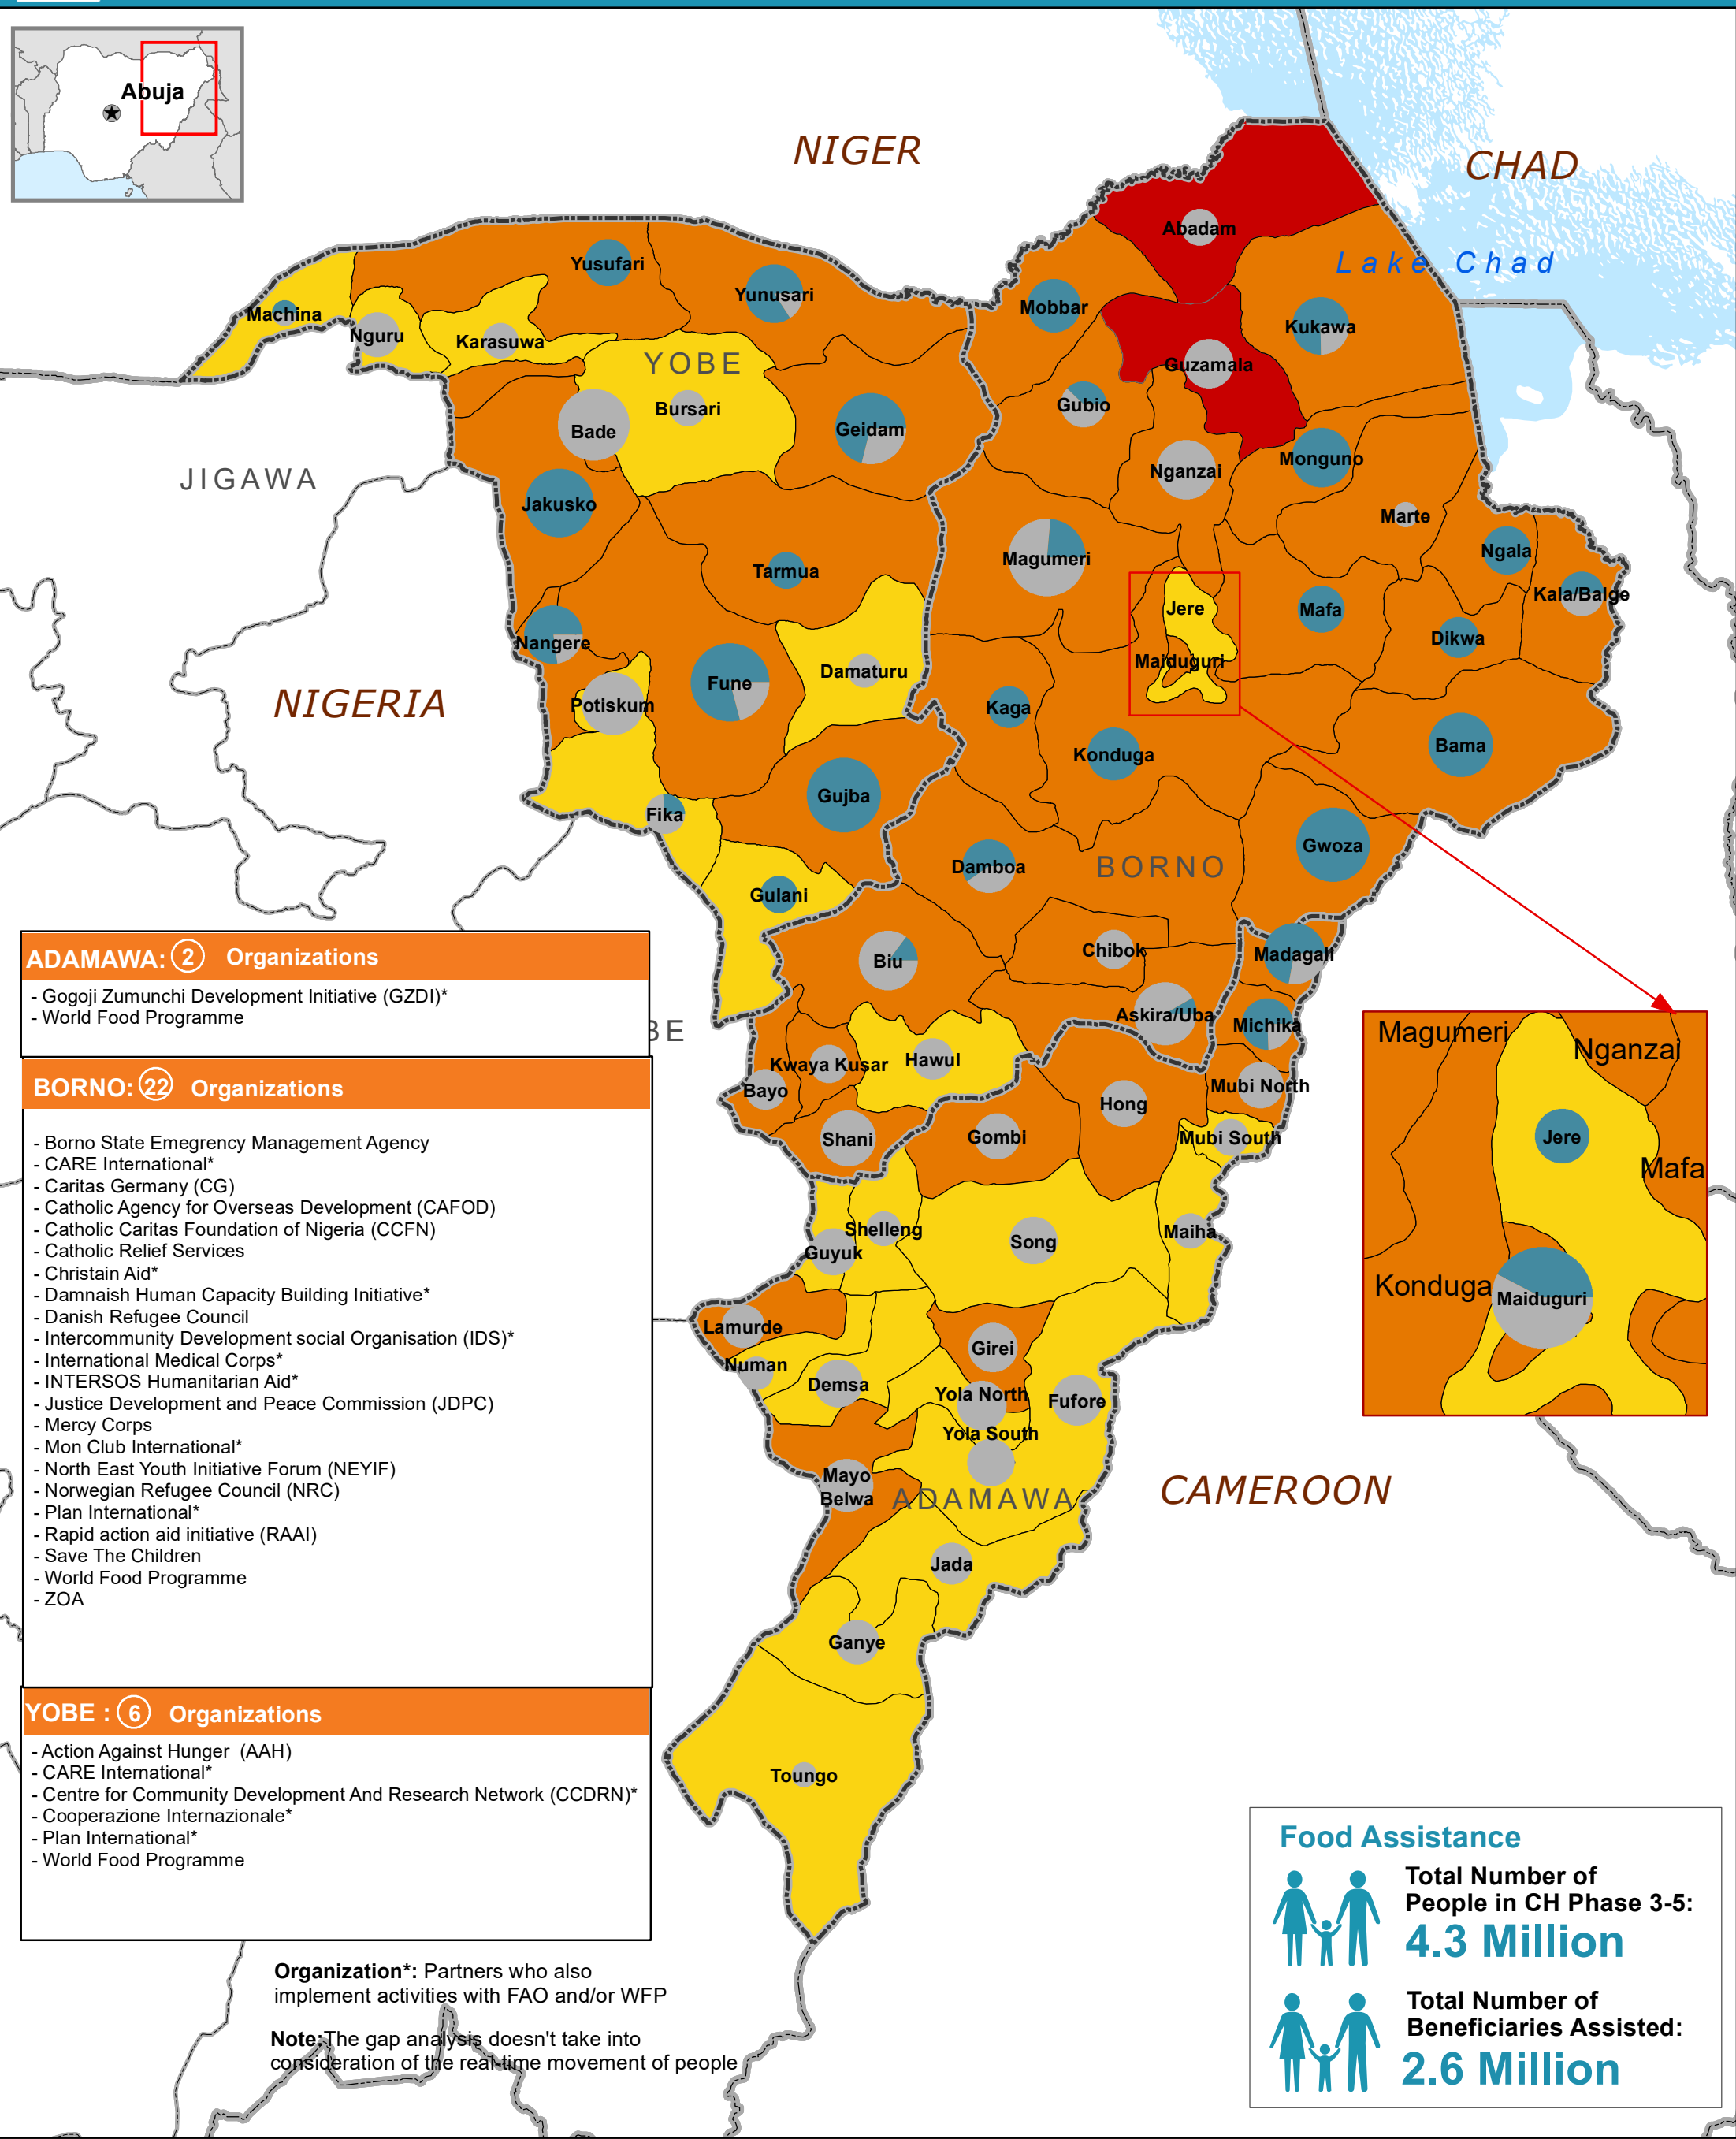 Abuja
NIGER
CHAD
Lake Chad
Abadam
Yusufari
Yunusari
Mobbar
Machina
Nguru
Karasuwa
Kukawa
YOBE
Guzamala
Bursari
Gubio
Bade
Geidam
Monguno
Nganzai
JIGAWA
Jakusko
Marte
Ngala
Magumeri
Tarmua
Kala/Balge
Jere
Mafa
Dikwa
Nangere
Maiduguri
Damaturu
Fune
NIGERIA
Potiskum
Kaga
Konduga
Bama
Gujba
Fika
Gwoza
Damboa
BORNO
Gulani
Chibok
Madagali
Biu
Askira/Uba
Michika
BE
Kwaya Kusar
Hawul
Bayo
Mubi North
Hong
Shani
Gombi
Mubi South
Shelleng
Maiha
Song
Guyuk
Lamurde
Girei
Numan
Demsa
Yola North
Fufore
Yola South
Mayo
Belwa
ADAMAWA
CAMEROON
Jada
Ganye
Toungo
Magumeri
Nganzai
Jere
Mafa
Konduga
Maiduguri
ADAMAWA: 2 Organizations
- Gogoji Zumunchi Development Initiative (GZDI)*
- World Food Programme
BORNO: 22 Organizations
- Borno State Emegrency Management Agency
- CARE International*
- Caritas Germany (CG)
- Catholic Agency for Overseas Development (CAFOD)
- Catholic Caritas Foundation of Nigeria (CCFN)
- Catholic Relief Services
- Christain Aid*
- Damnaish Human Capacity Building Initiative*
- Danish Refugee Council
- Intercommunity Development social Organisation (IDS)*
- International Medical Corps*
- INTERSOS Humanitarian Aid*
- Justice Development and Peace Commission (JDPC)
- Mercy Corps
- Mon Club International*
- North East Youth Initiative Forum (NEYIF)
- Norwegian Refugee Council (NRC)
- Plan International*
- Rapid action aid initiative (RAAI)
- Save The Children
- World Food Programme
- ZOA
YOBE : 6 Organizations
- Action Against Hunger (AAH)
- CARE International*
- Centre for Community Development And Research Network (CCDRN)*
- Cooperazione Internazionale*
- Plan International*
- World Food Programme
Organization*: Partners who also
implement activities with FAO and/or WFP
Note:The gap analysis doesn't take into
consideration of the real-time movement of people
Food Assistance
Total Number of
People in CH Phase 3-5:
4.3 Million
Total Number of
Beneficiaries Assisted:
2.6 Million